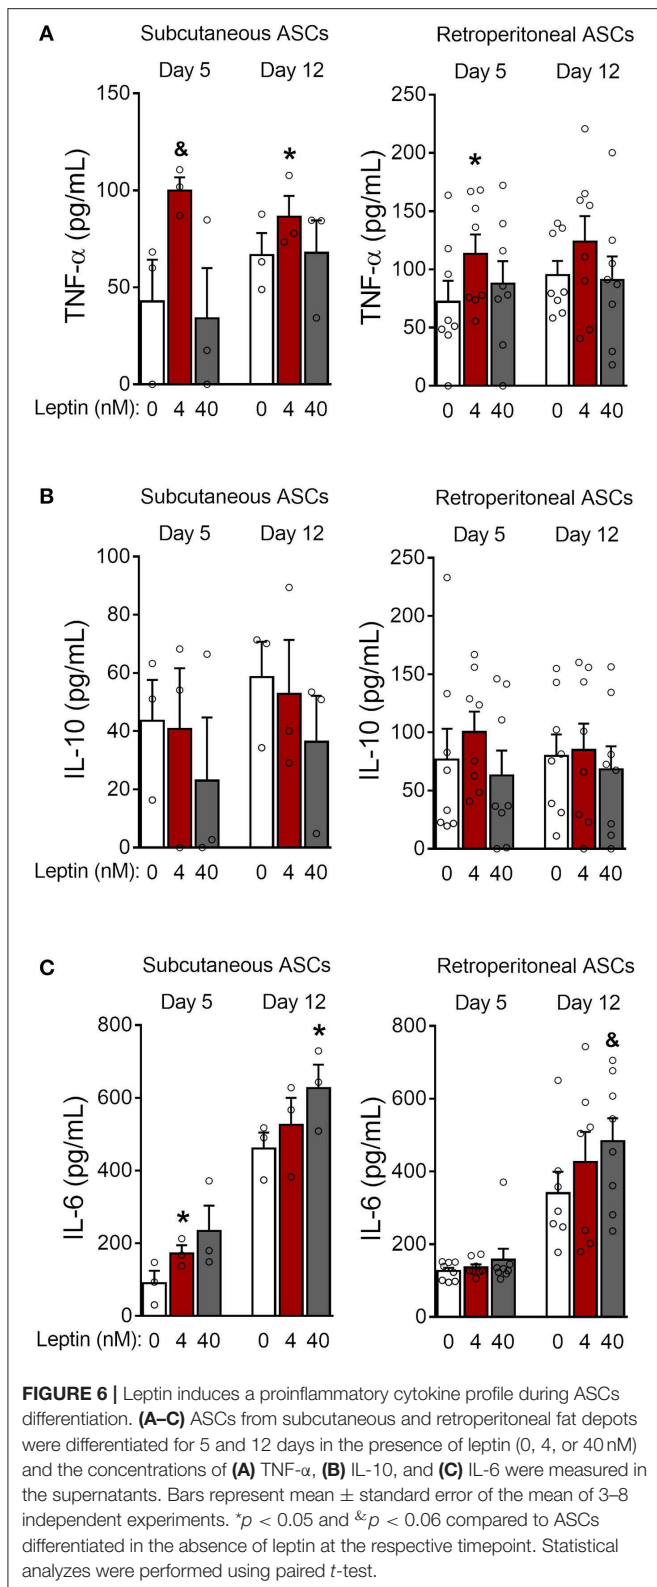 A
Subcutaneous ASCs
Retroperitoneal ASCs
Day 5 Day 12
Day 5 Day 12
TNF-α (pg/mL)
150
100
50
0
& *
Leptin (nM): 0 4 40 0 4 40
TNF-α (pg/mL)
250
200
150
100
50
0
*
0 4 40 0 4 40
B
Subcutaneous ASCs
Retroperitoneal ASCs
Day 5 Day 12
Day 5 Day 12
IL-10 (pg/mL)
100
80
60
40
20
0
Leptin (nM): 0 4 40 0 4 40
IL-10 (pg/mL)
250
200
150
100
50
0
0 4 40 0 4 40
C
Subcutaneous ASCs
Retroperitoneal ASCs
Day 5 Day 12
Day 5 Day 12
IL-6 (pg/mL)
800
600
400
200
0
* *
Leptin (nM): 0 4 40 0 4 40
IL-6 (pg/mL)
800
600
400
200
0
&
0 4 40 0 4 40
FIGURE 6 | Leptin induces a proinflammatory cytokine profile during ASCs
differentiation. (A–C) ASCs from subcutaneous and retroperitoneal fat depots
were differentiated for 5 and 12 days in the presence of leptin (0, 4, or 40 nM)
and the concentrations of (A) TNF-α, (B) IL-10, and (C) IL-6 were measured in
the supernatants. Bars represent mean ± standard error of the mean of 3–8
independent experiments. *p < 0.05 and &p < 0.06 compared to ASCs
differentiated in the absence of leptin at the respective timepoint. Statistical
analyzes were performed using paired t-test.